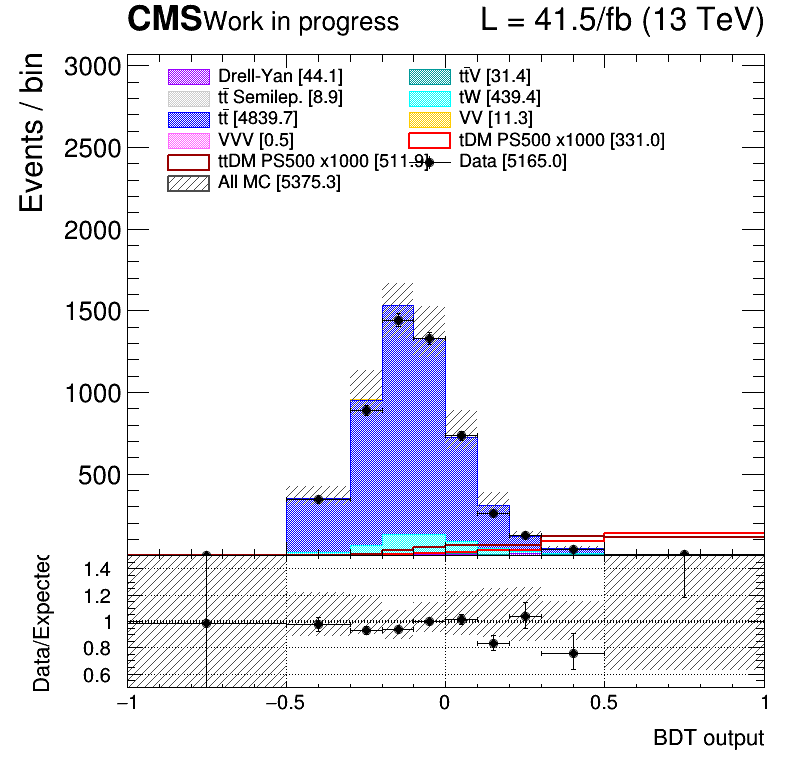 CMS Work in progress L = 41.5/fb (13 TeV)
Events / bin
3000
2500
2000
1500
1000
500
Drell-Yan [44.1] tt̄V [31.4]
tt̄ Semilep. [8.9] tW [439.4]
tt̄ [4839.7] VV [11.3]
VVV [0.5] tDM PS500 x1000 [331.0]
ttDM PS500 x1000 [511.9] Data [5165.0]
All MC [5375.3]
Data/Expected
1.4
1.2
1
0.8
0.6
−1 −0.5 0 0.5 1
BDT output